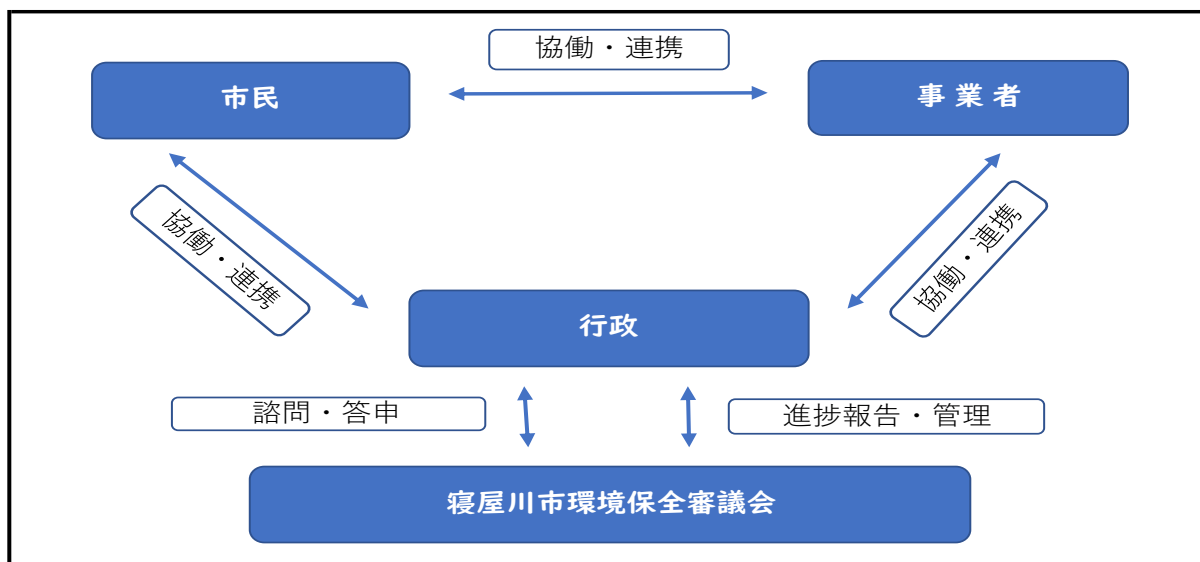 協働・連携
市民
事業者
協働・連携
協働・連携
行政
諮問・答申
進捗報告・管理
寝屋川市環境保全審議会